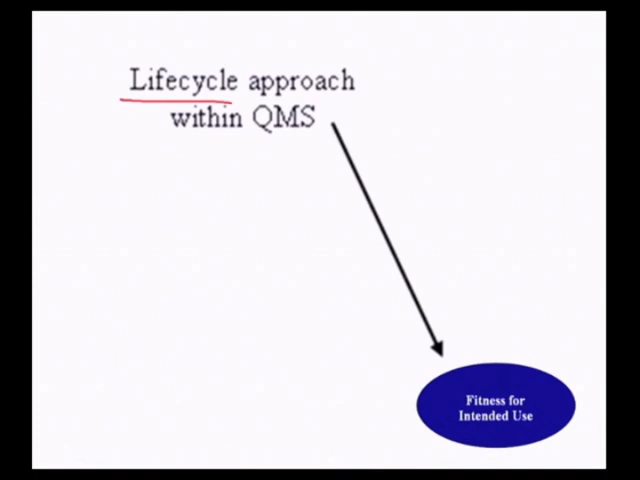 Lifecycle approach
within QMS
Fitness for
Intended Use